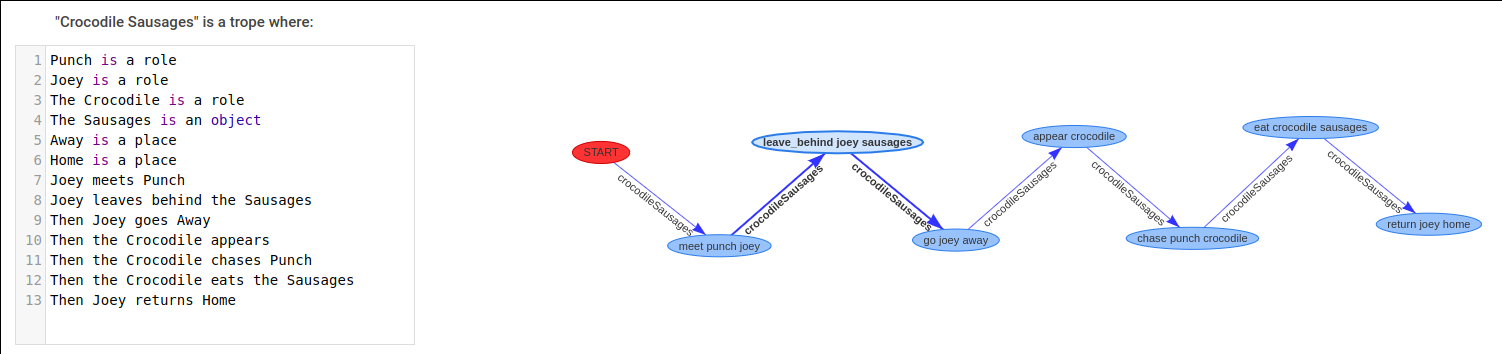 "Crocodile Sausages" is a trope where:
1 Punch is a role
2 Joey is a role
3 The Crocodile is a role
4 The Sausages is an object
5 Away is a place
6 Home is a place
7 Joey meets Punch
8 Joey leaves behind the Sausages
9 Then Joey goes Away
10 Then the Crocodile appears
11 Then the Crocodile chases Punch
12 Then the Crocodile eats the Sausages
13 Then Joey returns Home
START
crocodileSausages
meet punch joey
crocodileSausages
leave_behind joey sausages
crocodileSausages
go joey away
crocodileSausages
appear crocodile
crocodileSausages
chase punch crocodile
crocodileSausages
eat crocodile sausages
crocodileSausages
return joey home